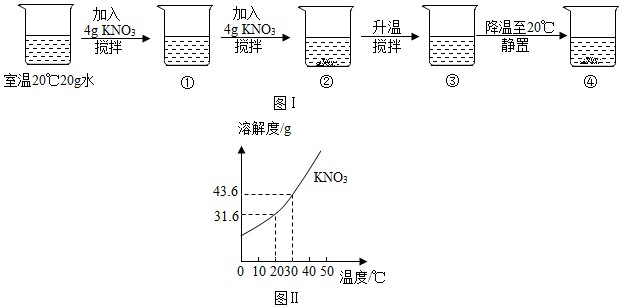 加入 加入
4g KNO₃ 4g KNO₃ 升温 降温至20℃
搅拌 搅拌 搅拌 静置
室温20℃20g水 ① ② ③ ④
图Ⅰ
溶解度/g
KNO₃
43.6
31.6
0 10 20 30 40 50 温度/℃
图Ⅱ